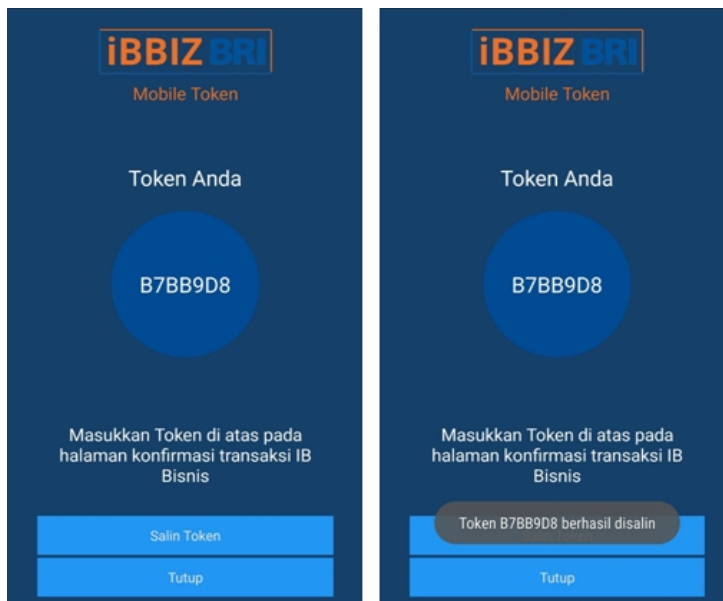 iBBIZ BRI
Mobile Token
Token Anda
B7BB9D8
Masukkan Token di atas pada
halaman konfirmasi transaksi IB
Bisnis
Salin Token
Tutup
iBBIZ BRI
Mobile Token
Token Anda
B7BB9D8
Masukkan Token di atas pada
halaman konfirmasi transaksi IB
Bisnis
Token B7BB9D8 berhasil disalin
Tutup